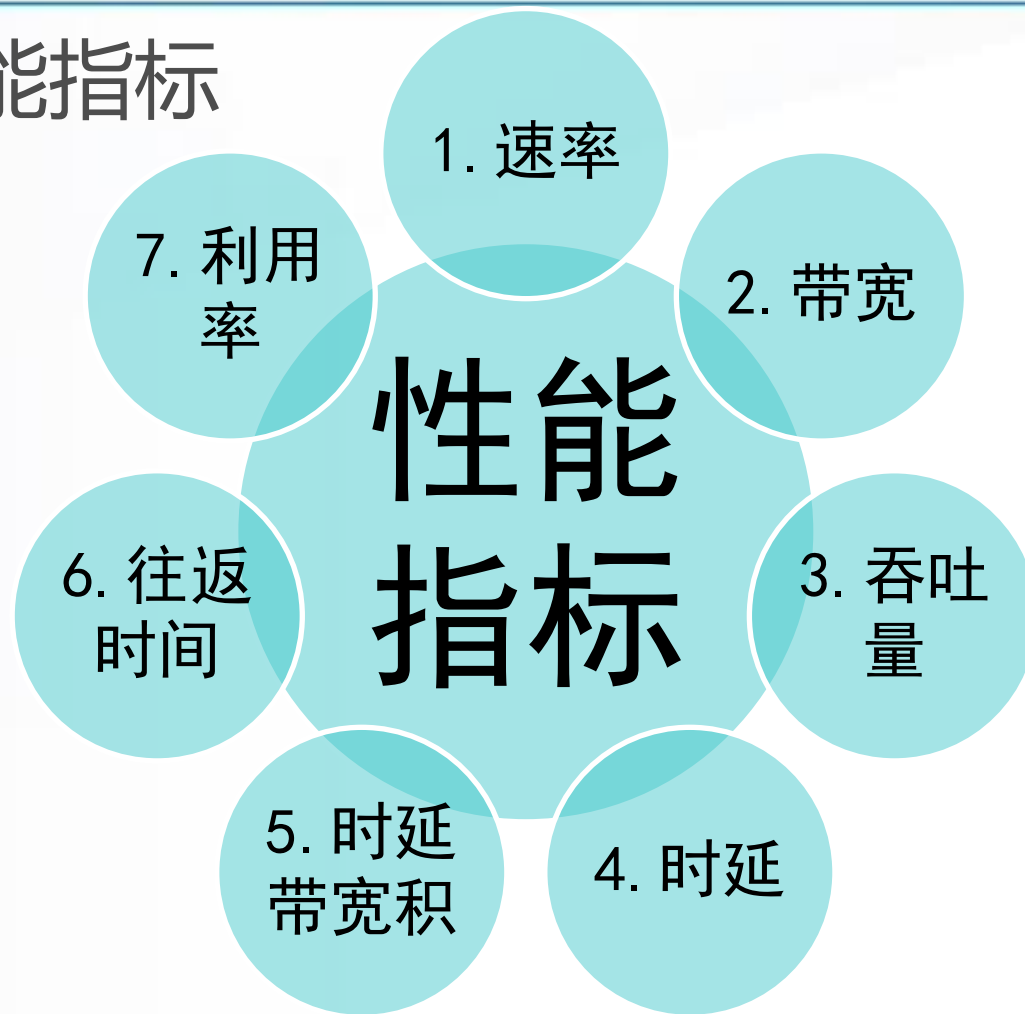 能指标
1. 速率
2. 带宽
3. 吞吐
量
4. 时延
5. 时延
带宽积
6. 往返
时间
7. 利用
率
性能
指标